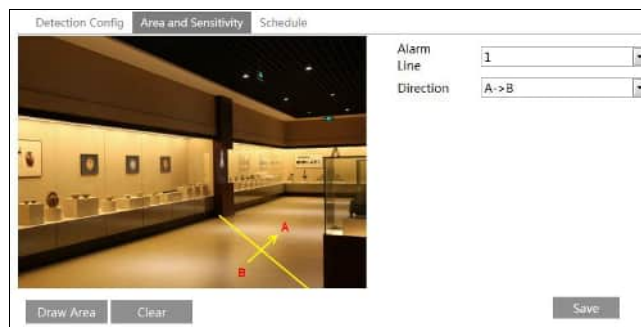 Detection Config Area and Sensitivity Schedule
Alarm Line 1
Direction A->B
A
B
Draw Area Clear Save